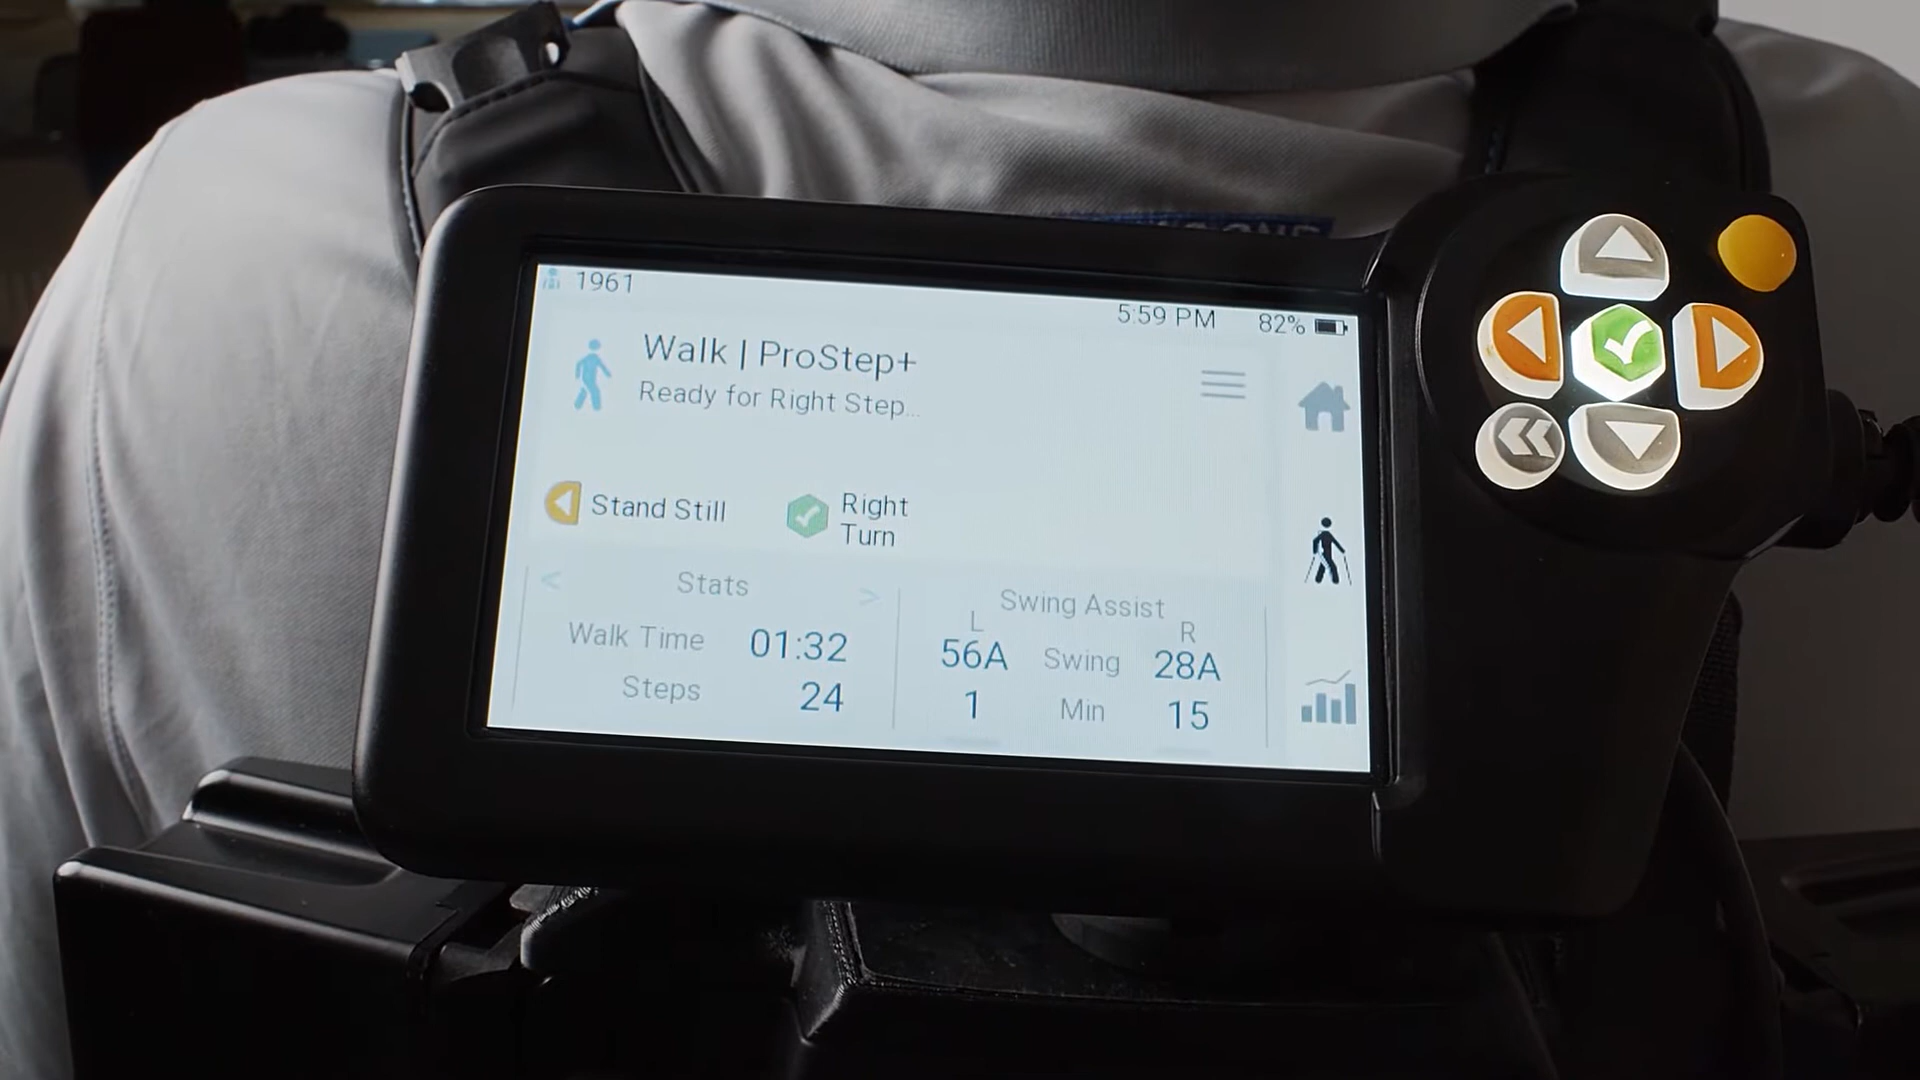 1961
5:59 PM 82%
Walk | ProStep+
Ready for Right Step...
Stand Still
Right
Turn
< Stats >
Walk Time 01:32
Steps 24
Swing Assist
L R
56A Swing 28A
1 Min 15